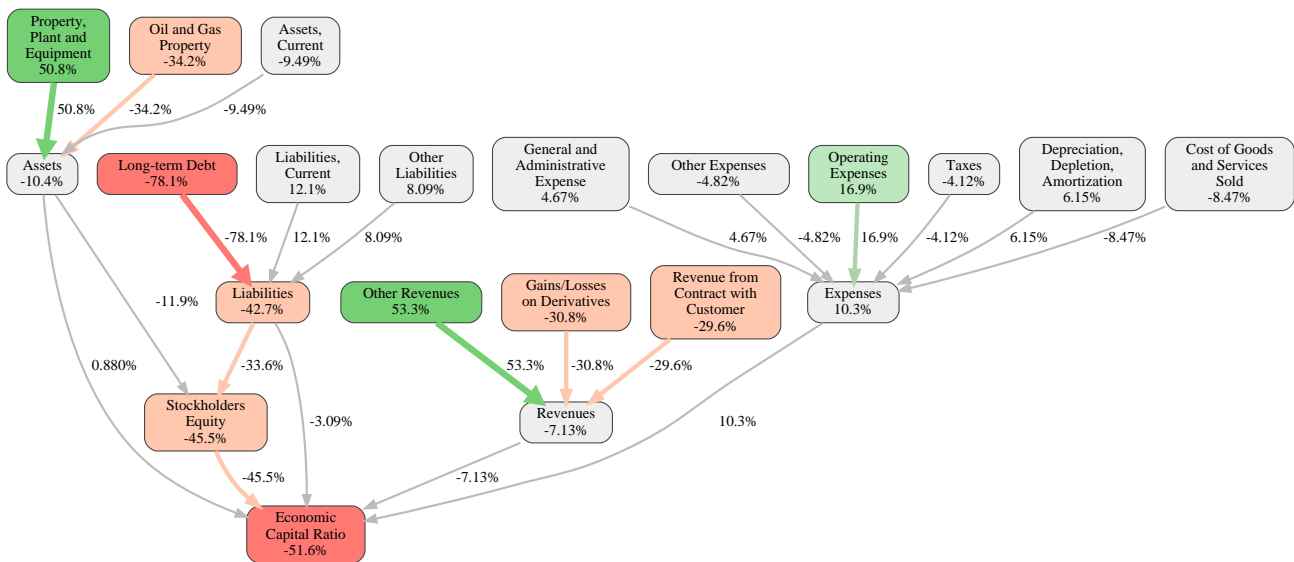 Property,
Plant and
Equipment
50.8%
Oil and Gas
Property
-34.2%
Assets,
Current
-9.49%
50.8%
-34.2%
-9.49%
Assets
-10.4%
Long-term Debt
-78.1%
Liabilities,
Current
12.1%
Other
Liabilities
8.09%
General and
Administrative
Expense
4.67%
Other Expenses
-4.82%
Operating
Expenses
16.9%
Taxes
-4.12%
Depreciation,
Depletion,
Amortization
6.15%
Cost of Goods
and Services
Sold
-8.47%
-78.1%
12.1%
8.09%
4.67%
-4.82%
16.9%
-4.12%
6.15%
-8.47%
-11.9%
Liabilities
-42.7%
Other Revenues
53.3%
Gains/Losses
on Derivatives
-30.8%
Revenue from
Contract with
Customer
-29.6%
Expenses
10.3%
0.880%
-33.6%
53.3%
-30.8%
-29.6%
Stockholders
Equity
-45.5%
-3.09%
Revenues
-7.13%
10.3%
-45.5%
-7.13%
Economic
Capital Ratio
-51.6%